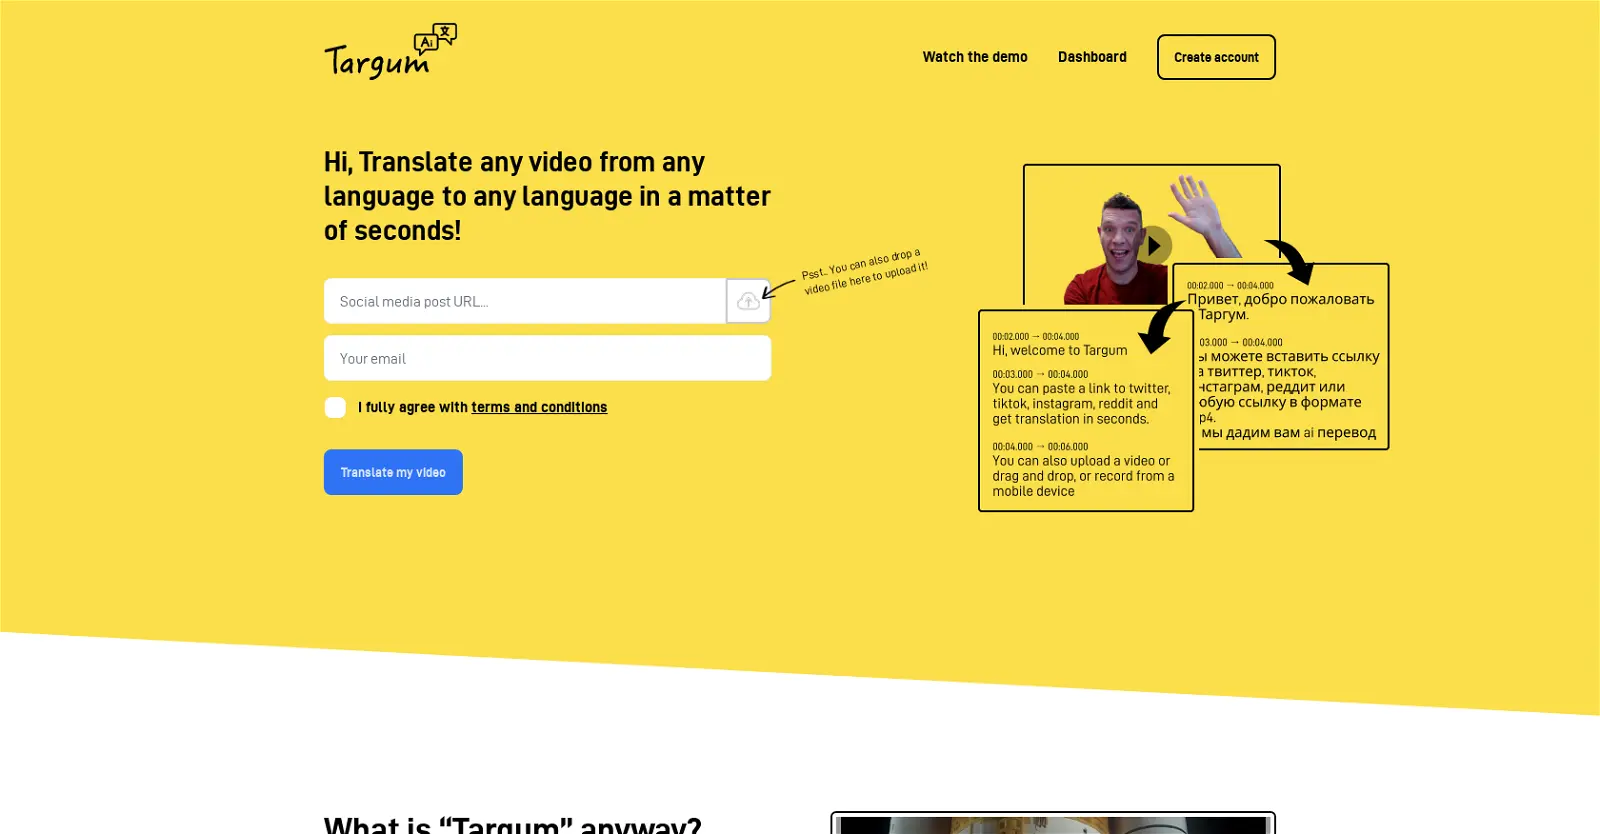 Targum
Ai 文
Watch the demo
Dashboard
Create account
Hi, Translate any video from any
language to any language in a matter
of seconds!
Social media post URL...
Psst.. You can also drop a
video file here to upload it!
Your email
I fully agree with terms and conditions
Translate my video
00:02.000 → 00:04.000
Hi, welcome to Targum
00:03.000 → 00:04.000
You can paste a link to twitter,
tiktok, instagram, reddit and
get translation in seconds.
00:04.000 → 00:06.000
You can also upload a video or
drag and drop, or record from a
mobile device
00:02.000 → 00:04.000
Привет, добро пожаловать
Таргум.
03.000 → 00:04.000
ы можете вставить ссылку
а твиттер, тикток,
нстаграм, реддит или
обую ссылку в формате
p4.
мы дадим вам ai перевод
What is “Targum” anyway?